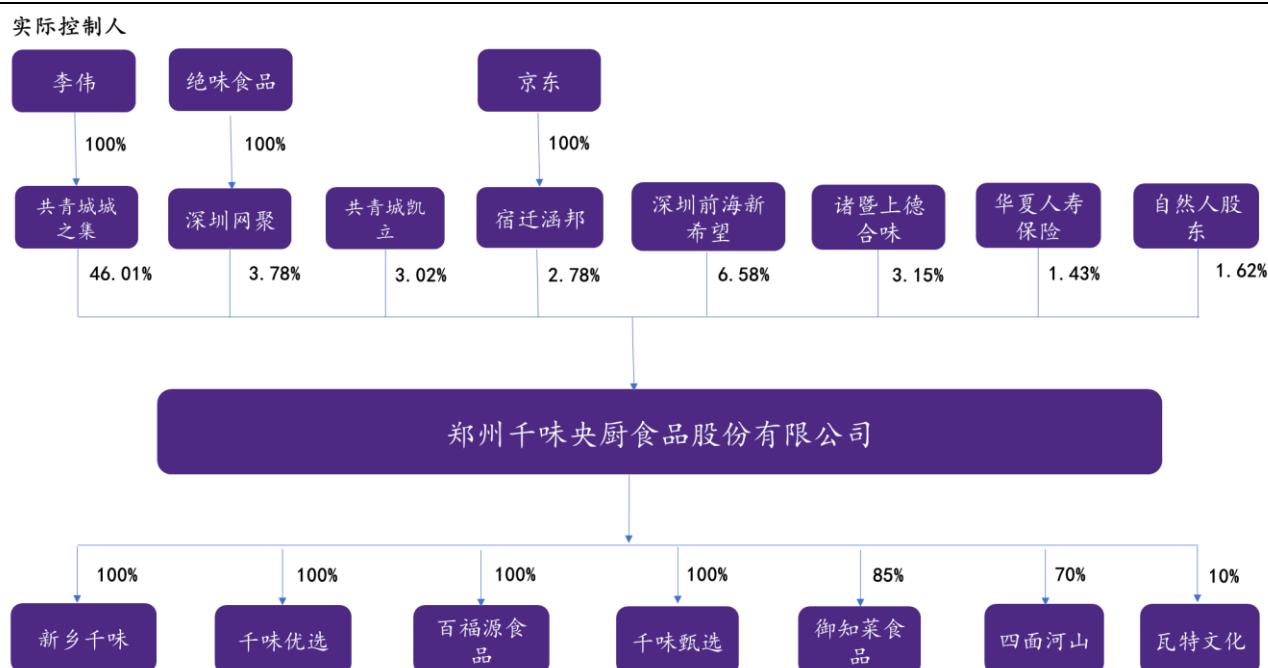 实际控制人
李伟
绝味食品
京东
100%
100%
100%
共青城城
之集
深圳网聚
共青城凯
立
宿迁涵邦
深圳前海新
希望
诸暨上德
合味
华夏人寿
保险
自然人股
东
46.01%
3.78%
3.02%
2.78%
6.58%
3.15%
1.43%
1.62%
郑州千味央厨食品股份有限公司
100%
100%
100%
100%
85%
70%
10%
新乡千味
千味优选
百福源食
品
千味甄选
御知菜食
品
四面河山
瓦特文化